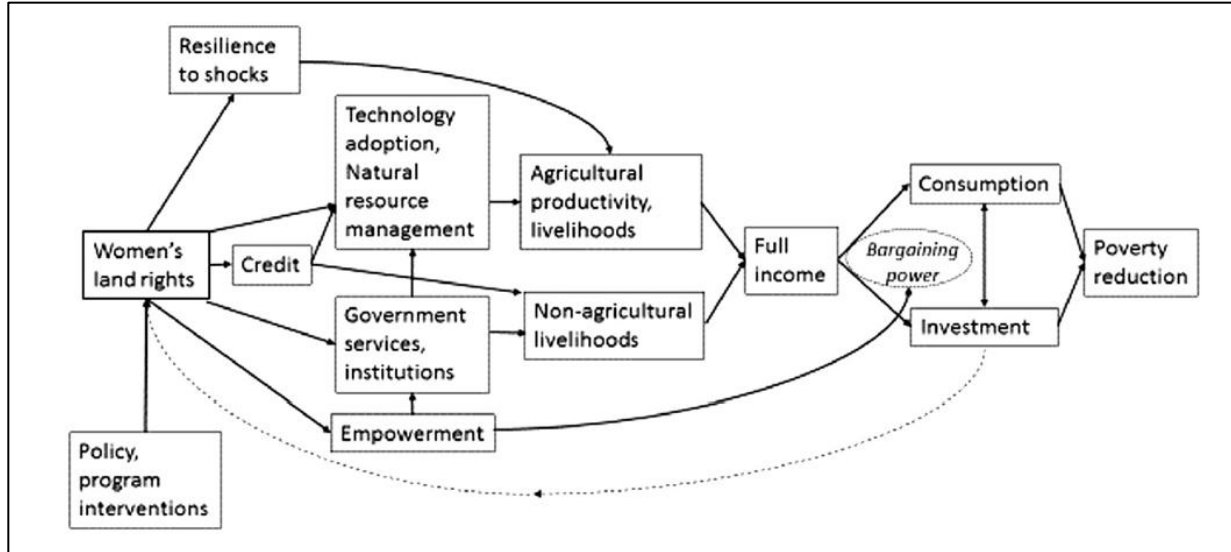 Resilience
to shocks
Technology
adoption,
Natural
resource
management
Agricultural
productivity,
livelihoods
Consumption
Women's
land rights
Credit
Full
income
Bargaining
power
Poverty
reduction
Government
services,
institutions
Non-agricultural
livelihoods
Investment
Empowerment
Policy,
program
interventions